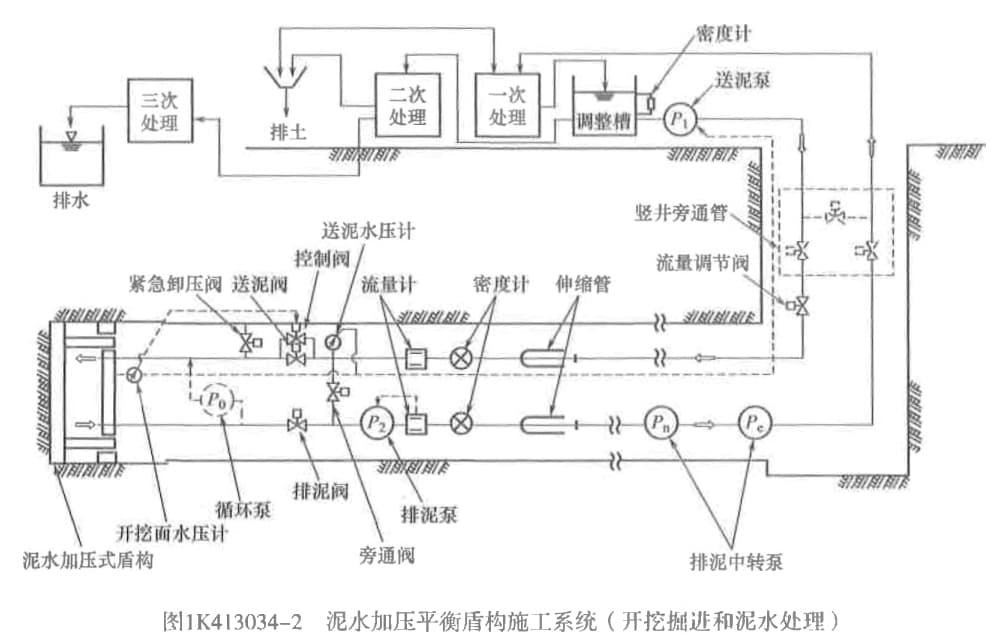 密度计
送泥泵
三次
处理
二次
处理
一次
处理
调整槽
P₁
排土
排水
竖井旁通管
送泥水压计
控制阀
紧急卸压阀
送泥阀
流量计
密度计
伸缩管
流量调节阀
P₀
P₂
Pₙ
Pc
排泥阀
循环泵
排泥泵
开挖面水压计
旁通阀
泥水加压式盾构
排泥中转泵
图1K413034-2 泥水加压平衡盾构施工系统（开挖掘进和泥水处理）